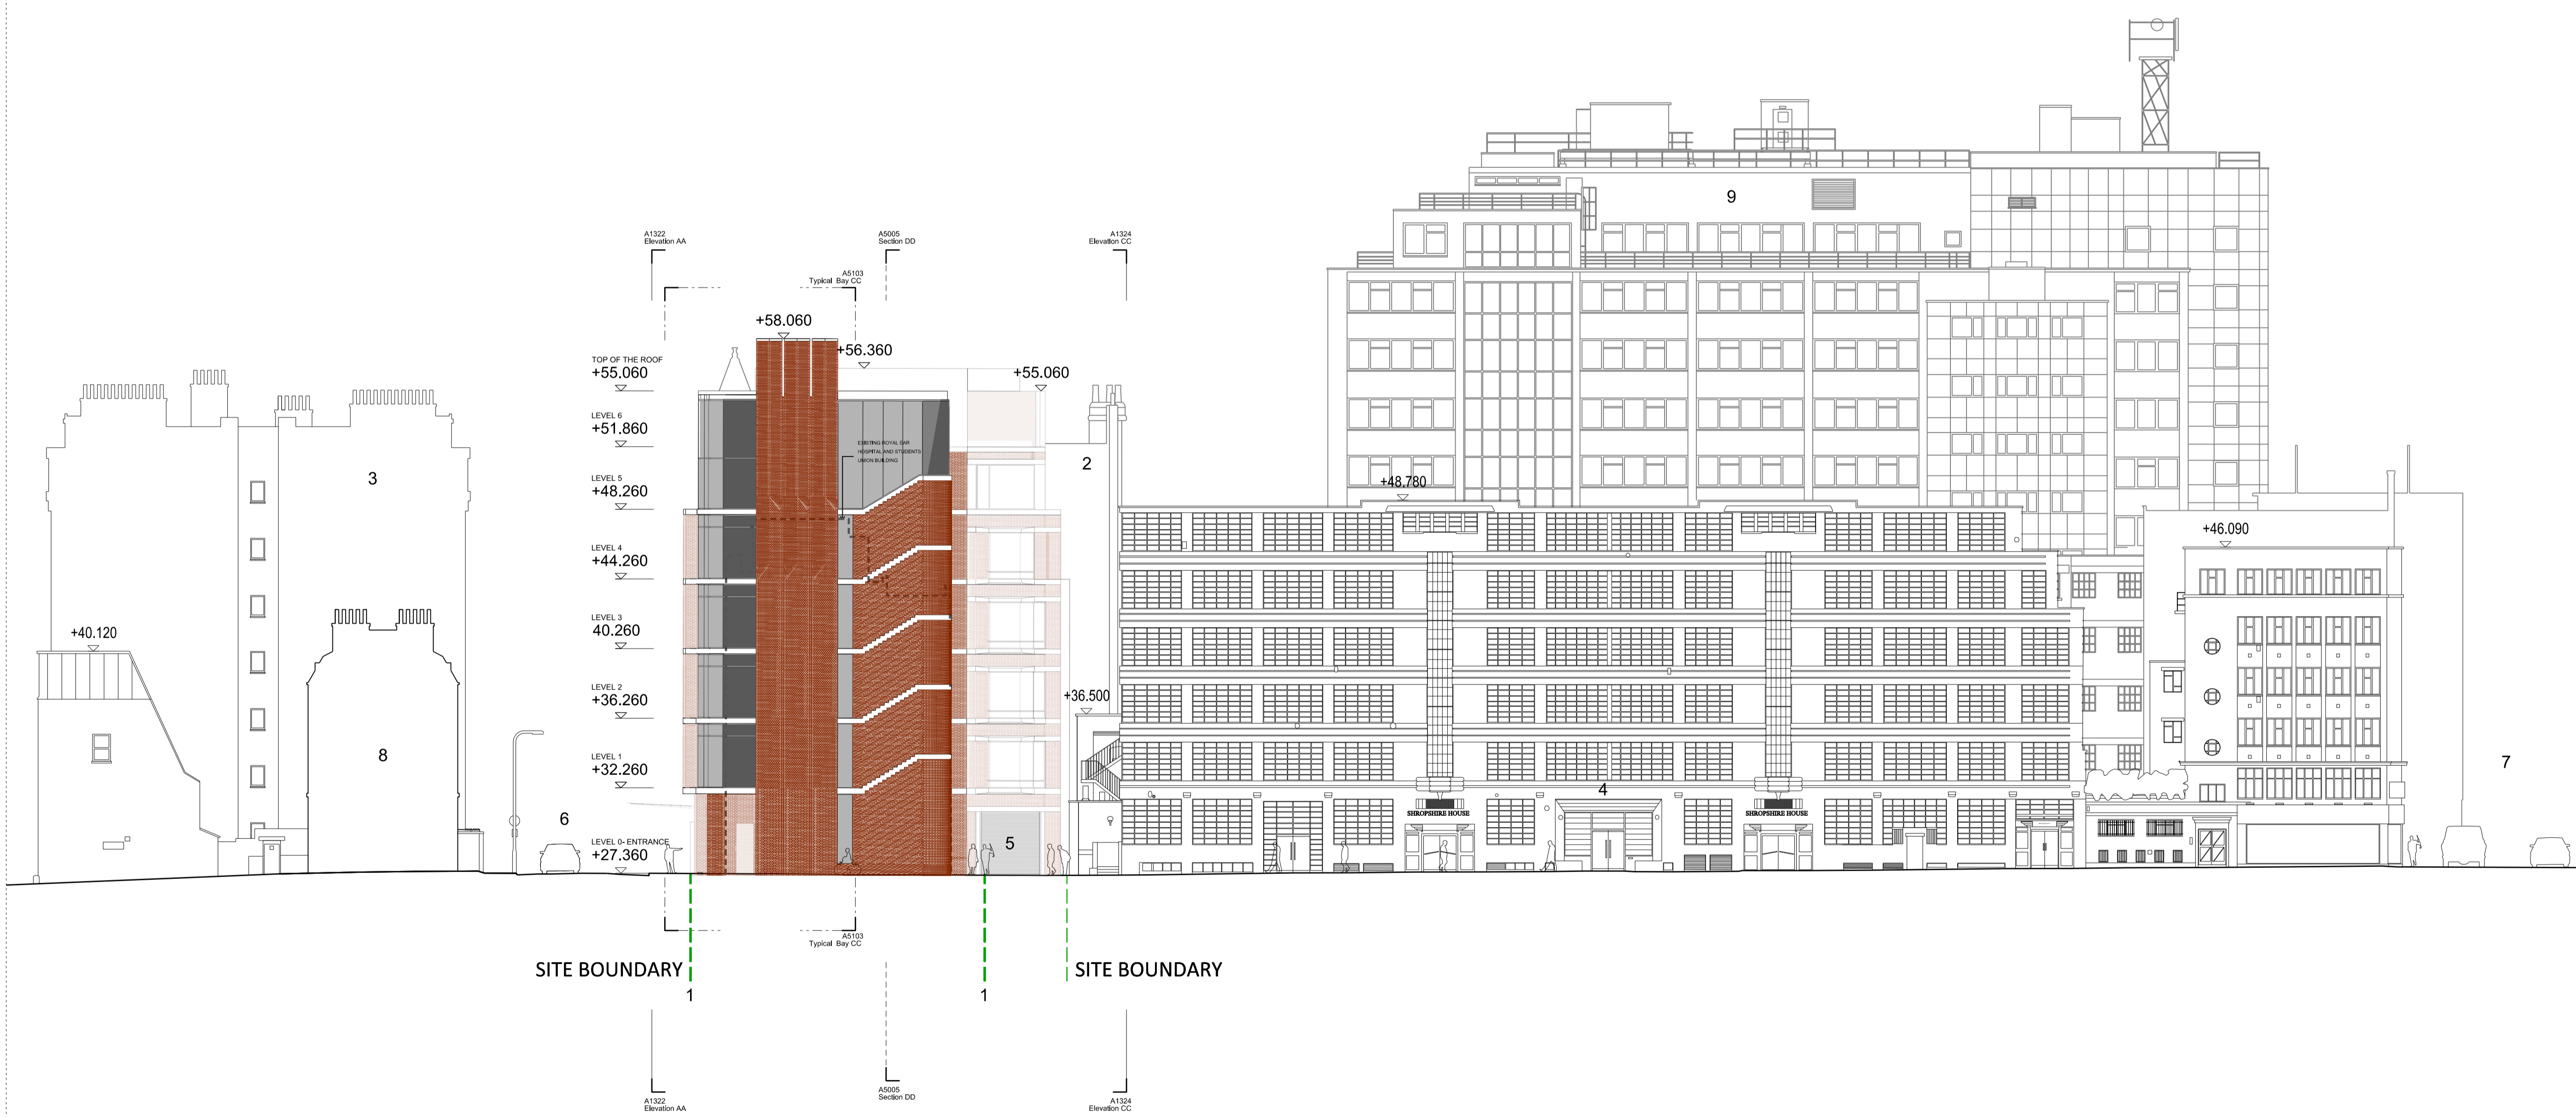 9
A1322
Elevation AA
A5005
Section DD
A1324
Elevation CC
A5103
Typical Bay CC
+58.060
+56.360
TOP OF THE ROOF
+55.060
+55.060
LEVEL 6
+51.860
EXISTING ROYAL EAR
HOSPITAL AND STUDENTS
UNION BUILDING
2
3
LEVEL 5
+48.260
+48.780
+46.090
LEVEL 4
+44.260
LEVEL 3
40.260
+40.120
LEVEL 2
+36.260
+36.500
8
LEVEL 1
+32.260
7
4
6
SHROPSHIRE HOUSE
SHROPSHIRE HOUSE
LEVEL 0- ENTRANCE
+27.360
5
A5103
Typical Bay CC
SITE BOUNDARY
SITE BOUNDARY
1
1
A1322
Elevation AA
A5005
Section DD
A1324
Elevation CC